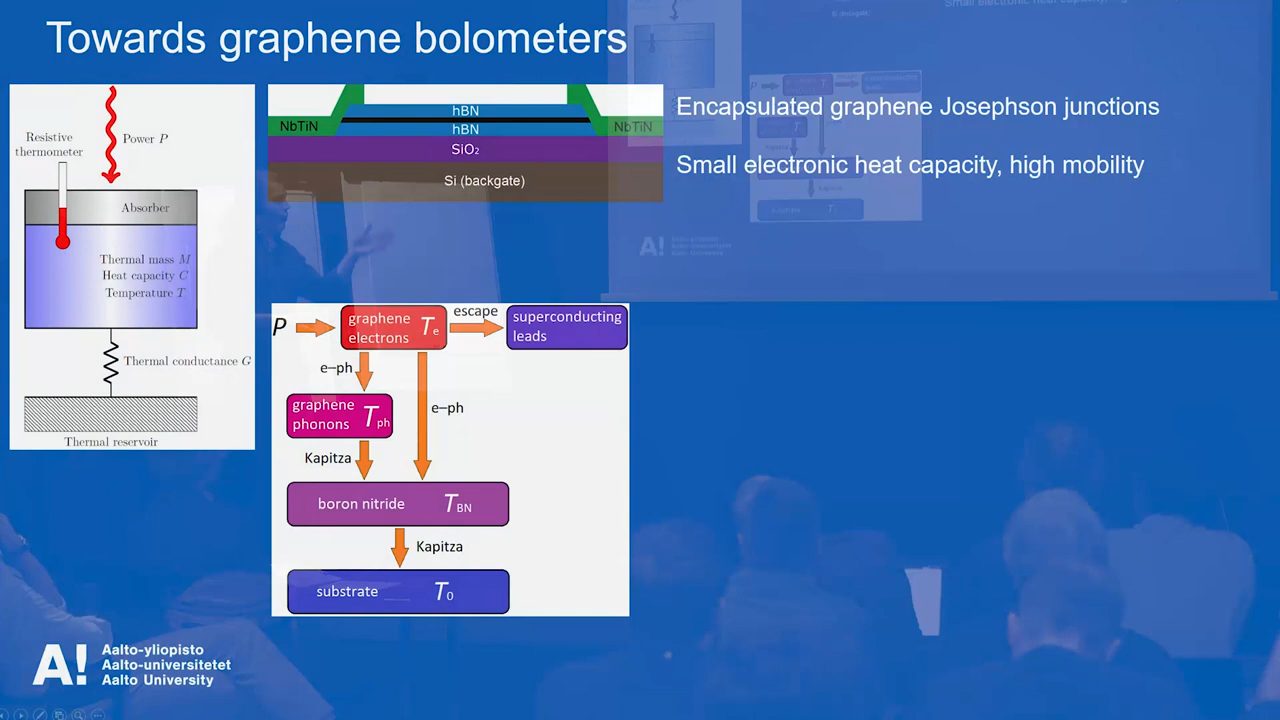 Towards graphene bolometers
Resistive
thermometer
Power P
Absorber
Thermal mass M
Heat capacity C
Temperature T
Thermal conductance G
Thermal reservoir
hBN
NbTiN
hBN
NbTiN
SiO₂
Si (backgate)
Encapsulated graphene Josephson junctions
Small electronic heat capacity, high mobility
P
graphene
electrons
Te
escape
superconducting
leads
e–ph
e–ph
graphene
phonons
Tph
Kapitza
boron nitride
TBN
Kapitza
substrate
T0
A!
Aalto-yliopisto
Aalto-universitetet
Aalto University